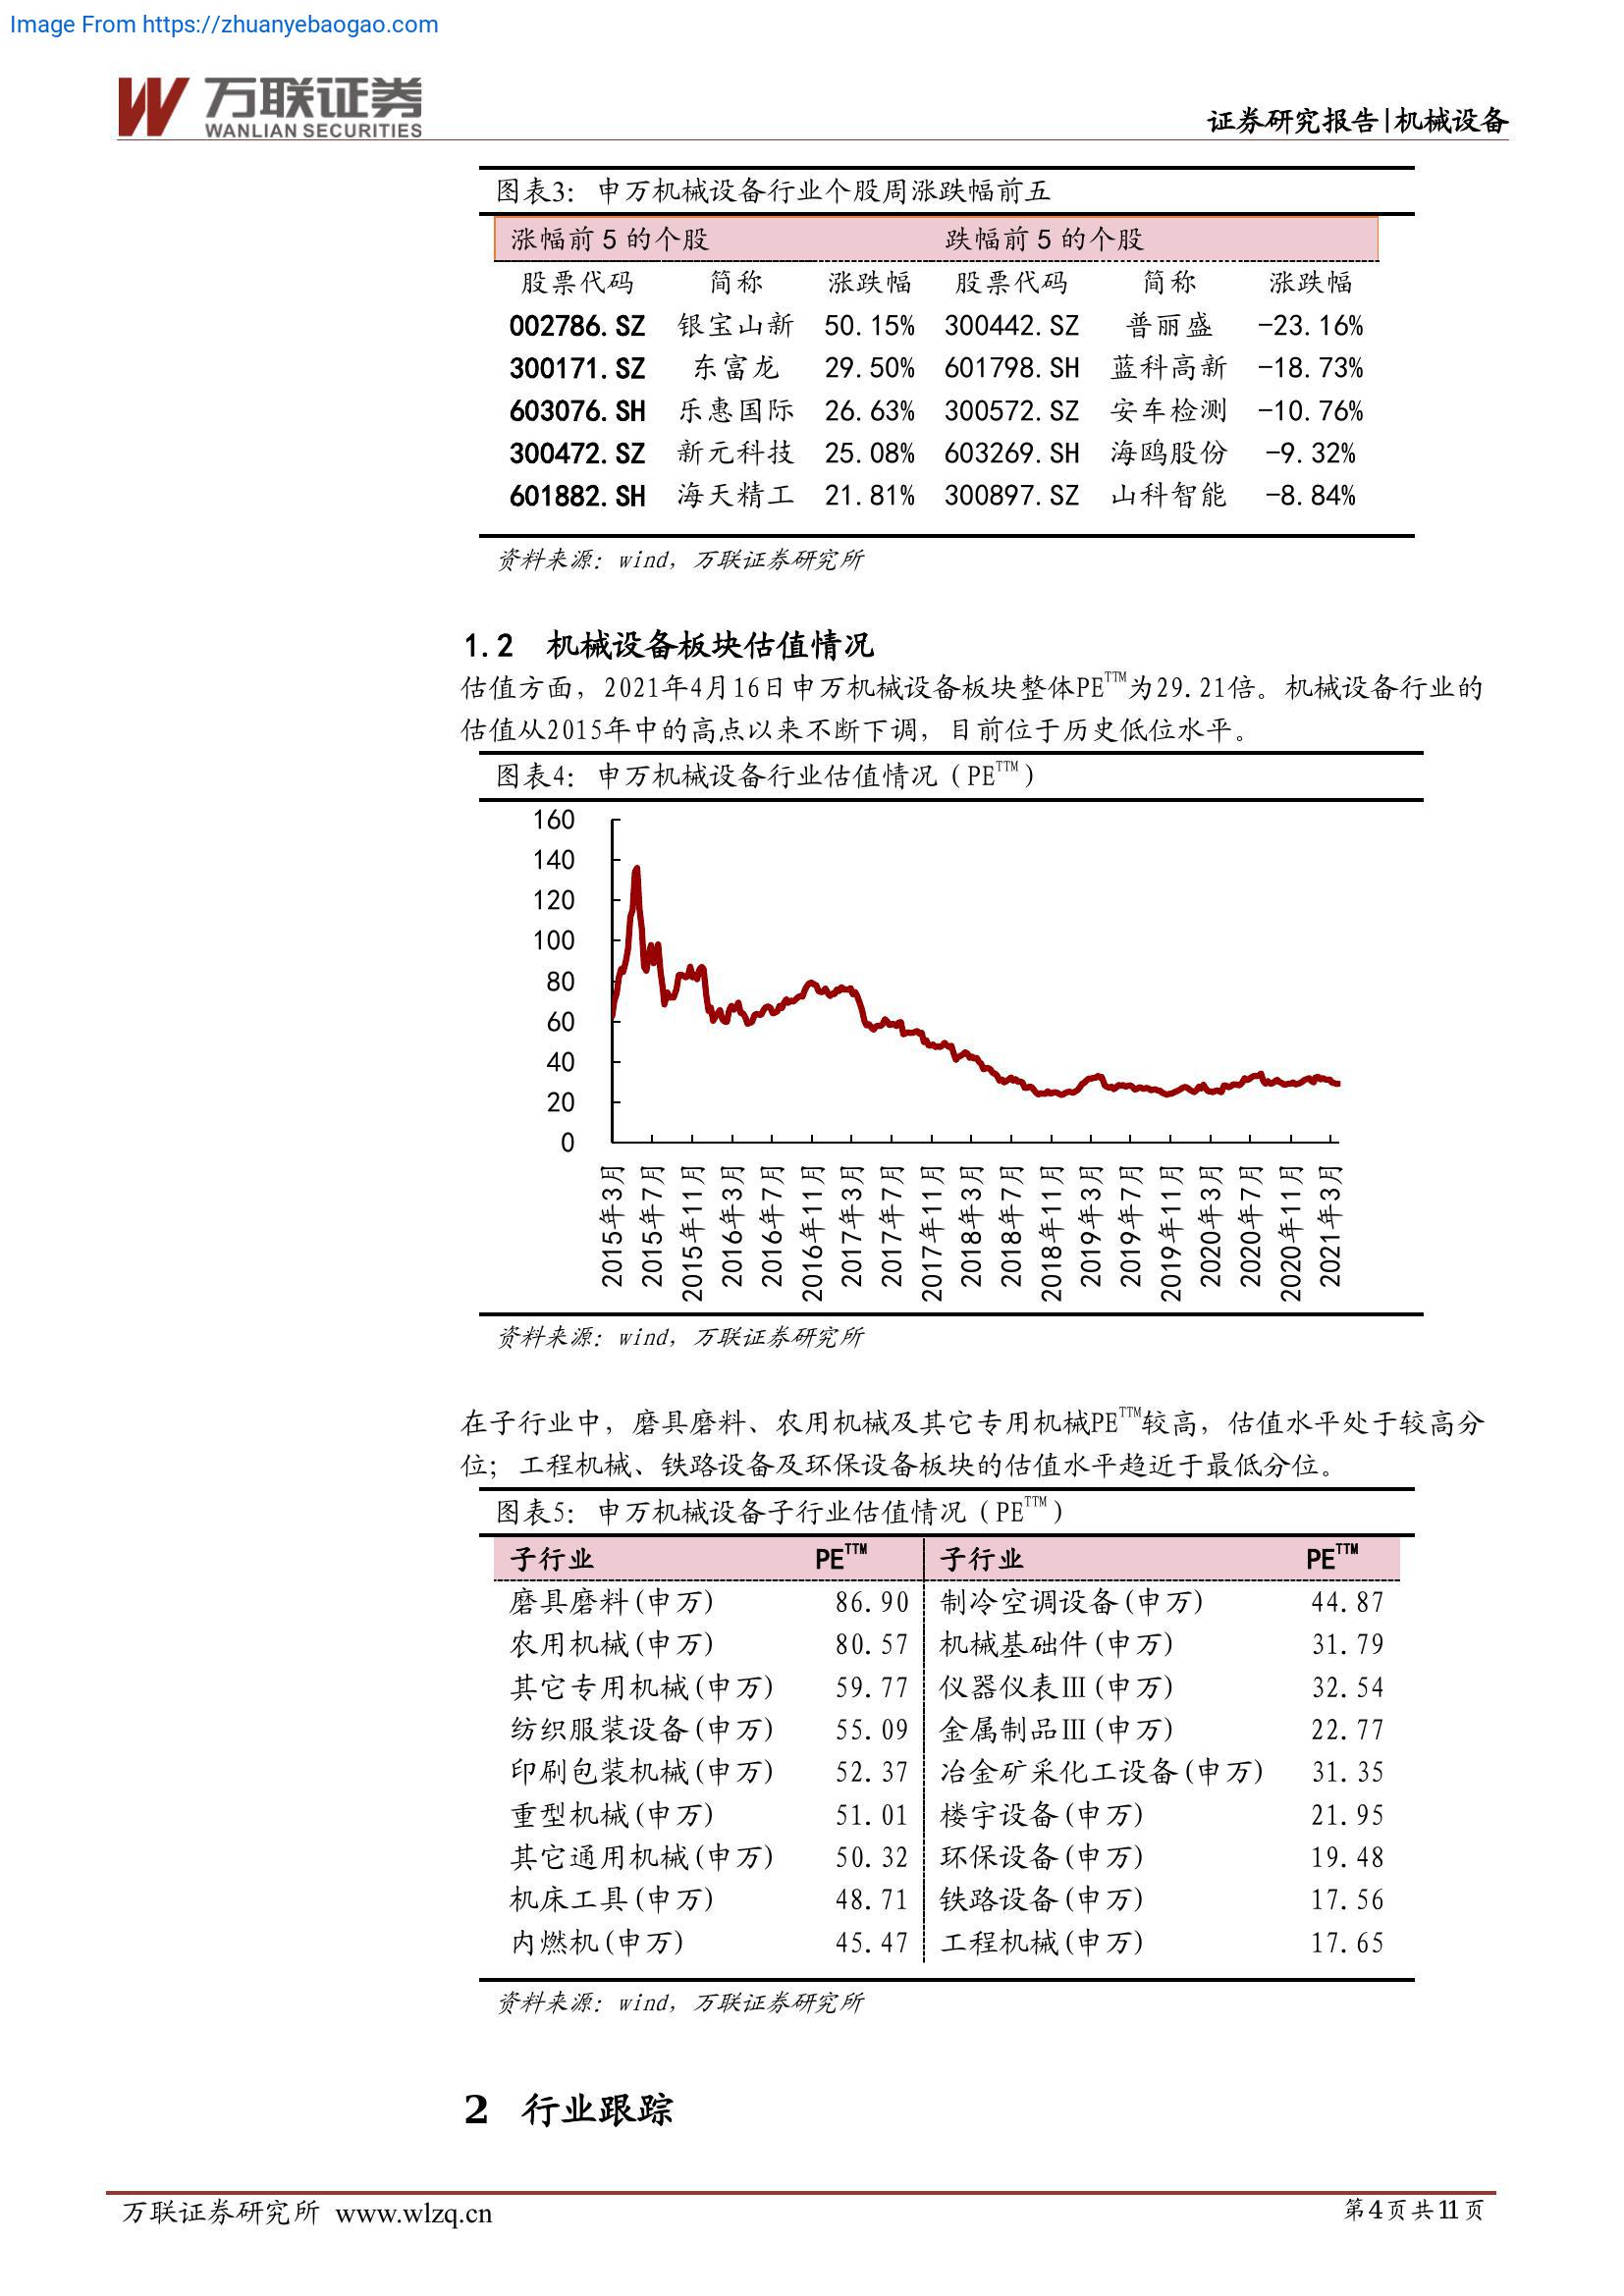 Image From https://zhuanyebaogao.com
万联证券
WANLIAN SECURITIES
证券研究报告|机械设备
图表3：申万机械设备行业个股周涨跌幅前五
涨幅前 5 的个股 跌幅前 5 的个股
股票代码 简称 涨跌幅 股票代码 简称 涨跌幅
002786.SZ 银宝山新 50.15% 300442.SZ 普丽盛 -23.16%
300171.SZ 东富龙 29.50% 601798.SH 蓝科高新 -18.73%
603076.SH 乐惠国际 26.63% 300572.SZ 安车检测 -10.76%
300472.SZ 新元科技 25.08% 603269.SH 海鸥股份 -9.32%
601882.SH 海天精工 21.81% 300897.SZ 山科智能 -8.84%
资料来源：wind，万联证券研究所
1.2 机械设备板块估值情况
估值方面，2021年4月16日申万机械设备板块整体PE^TTM为29.21倍。机械设备行业的
估值从2015年中的高点以来不断下调，目前位于历史低位水平。
图表4：申万机械设备行业估值情况（PE^TTM）
160
140
120
100
80
60
40
20
0
2015年3月
2015年7月
2015年11月
2016年3月
2016年7月
2016年11月
2017年3月
2017年7月
2017年11月
2018年3月
2018年7月
2018年11月
2019年3月
2019年7月
2019年11月
2020年3月
2020年7月
2020年11月
2021年3月
资料来源：wind，万联证券研究所
在子行业中，磨具磨料、农用机械及其它专用机械PE^TTM较高，估值水平处于较高分
位；工程机械、铁路设备及环保设备板块的估值水平趋近于最低分位。
图表5：申万机械设备子行业估值情况（PE^TTM）
子行业 PE^TTM 子行业 PE^TTM
磨具磨料(申万) 86.90 制冷空调设备(申万) 44.87
农用机械(申万) 80.57 机械基础件(申万) 31.79
其它专用机械(申万) 59.77 仪器仪表Ⅲ(申万) 32.54
纺织服装设备(申万) 55.09 金属制品Ⅲ(申万) 22.77
印刷包装机械(申万) 52.37 冶金矿采化工设备(申万) 31.35
重型机械(申万) 51.01 楼宇设备(申万) 21.95
其它通用机械(申万) 50.32 环保设备(申万) 19.48
机床工具(申万) 48.71 铁路设备(申万) 17.56
内燃机(申万) 45.47 工程机械(申万) 17.65
资料来源：wind，万联证券研究所
2 行业跟踪
万联证券研究所 www.wlzq.cn 第4页共11页